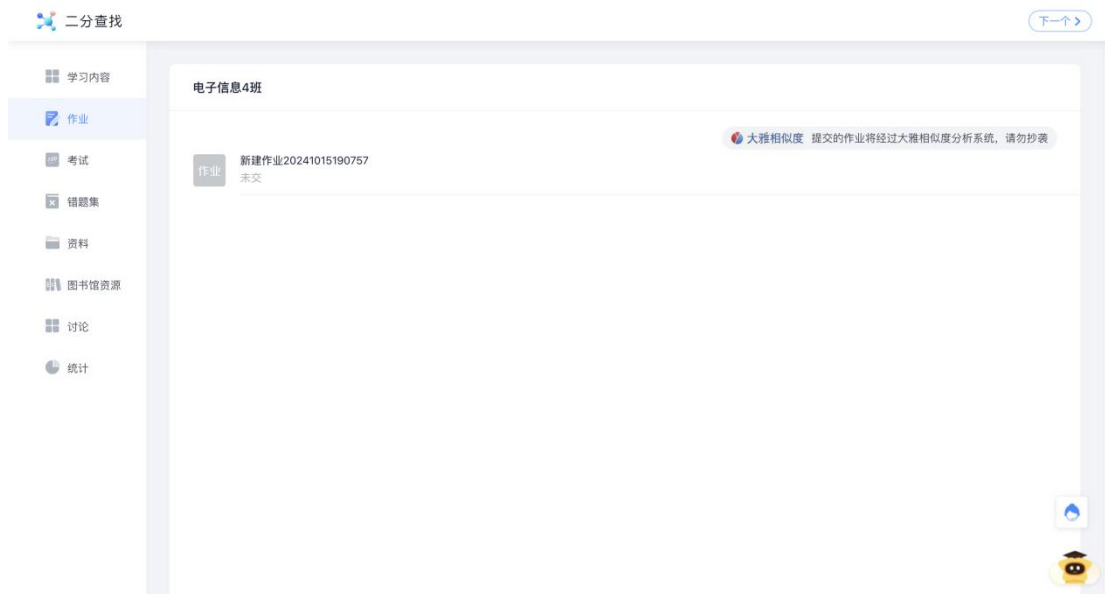 二分查找
下一个
学习内容
作业
考试
错题集
资料
图书馆资源
讨论
统计
电子信息4班
大雅相似度 提交的作业将经过大雅相似度分析系统，请勿抄袭
作业
新建作业20241015190757
未交